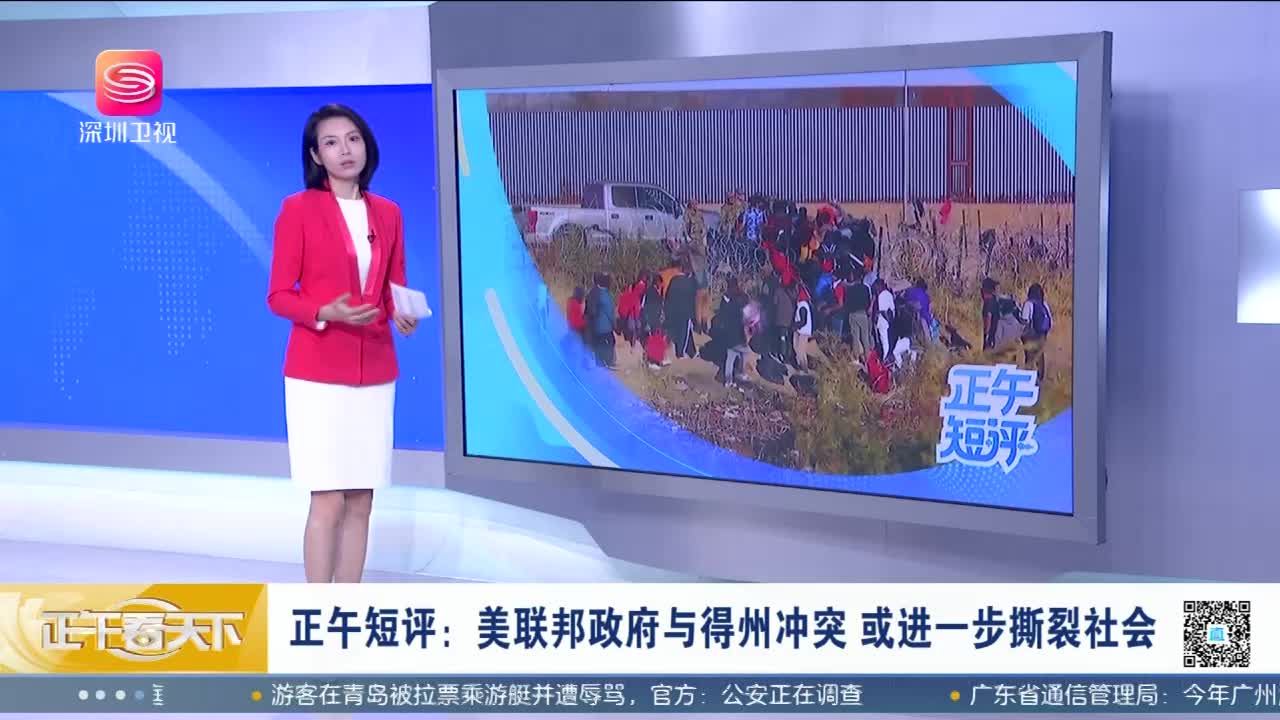 深圳卫视
正午
短评
正午看天下
正午短评：美联邦政府与得州冲突 或进一步撕裂社会
游客在青岛被拉票乘游艇并遭辱骂，官方：公安正在调查
广东省通信管理局：今年广州